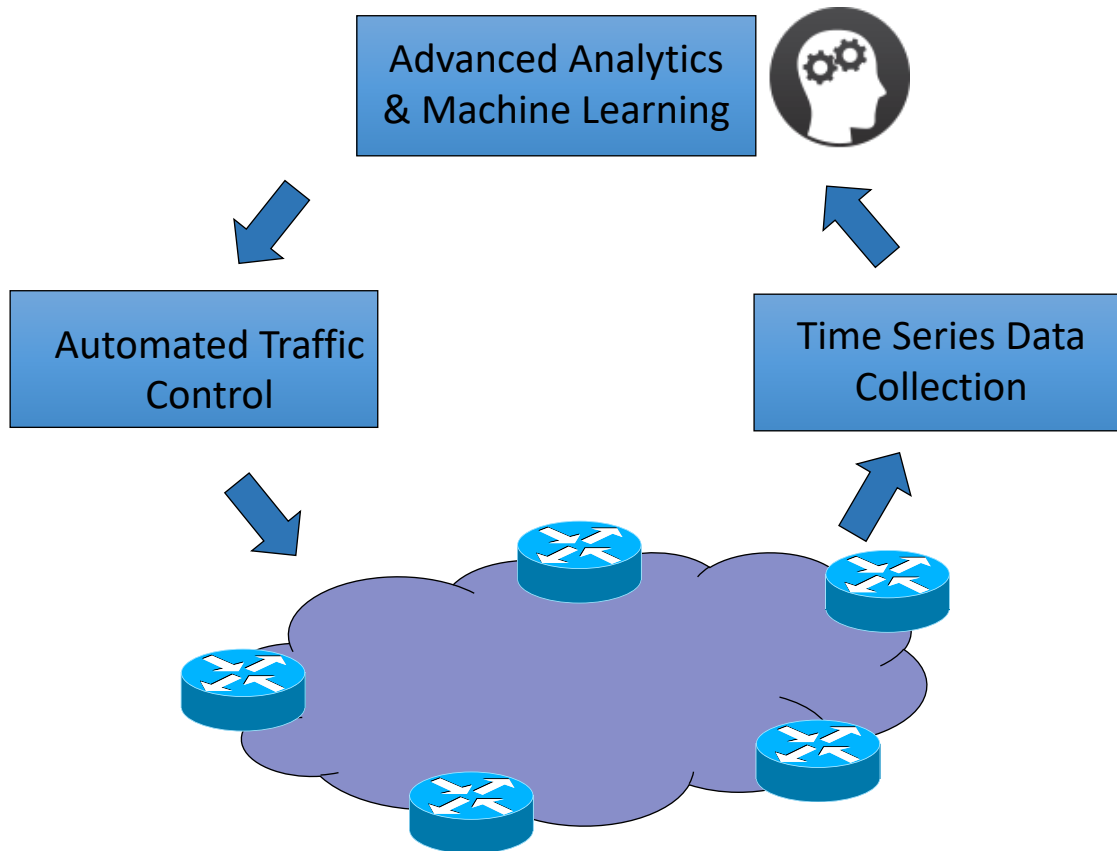 Advanced Analytics
& Machine Learning
Automated Traffic
Control
Time Series Data
Collection